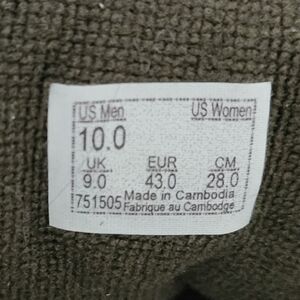 US Men US Women
10.0
UK EUR CM
9.0 43.0 28.0
751505 Made in Cambodia
Fabrique au Cambodge